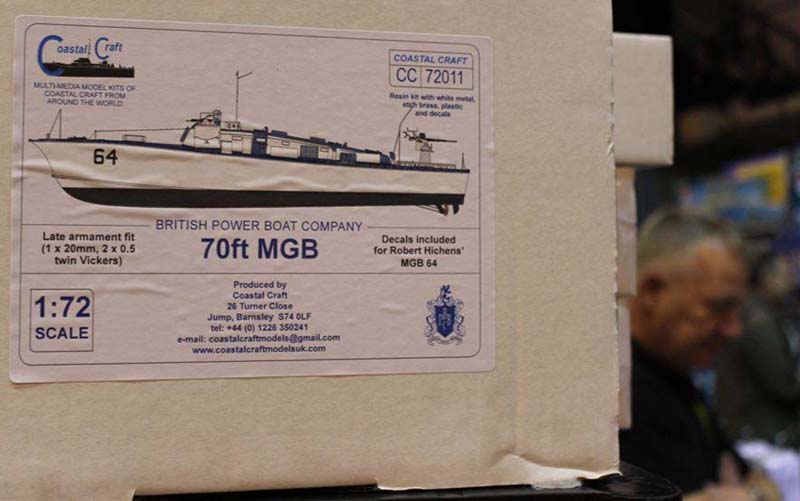 Coastal Craft
MULTI-MEDIA MODEL KITS OF
COASTAL CRAFT FROM
AROUND THE WORLD
COASTAL CRAFT
CC 72011
Resin kit with white metal,
etch brass, plastic
and decals
64
64
BRITISH POWER BOAT COMPANY
70ft MGB
Late armament fit
(1 x 20mm, 2 x 0.5
twin Vickers)
Decals included
for Robert Hichens'
MGB 64
1:72
SCALE
Produced by
Coastal Craft
26 Turner Close
Jump, Barnsley S74 0LF
tel: +44 (0) 1226 350241
e-mail: coastalcraftmodels@gmail.com
www.coastalcraftmodelsuk.com